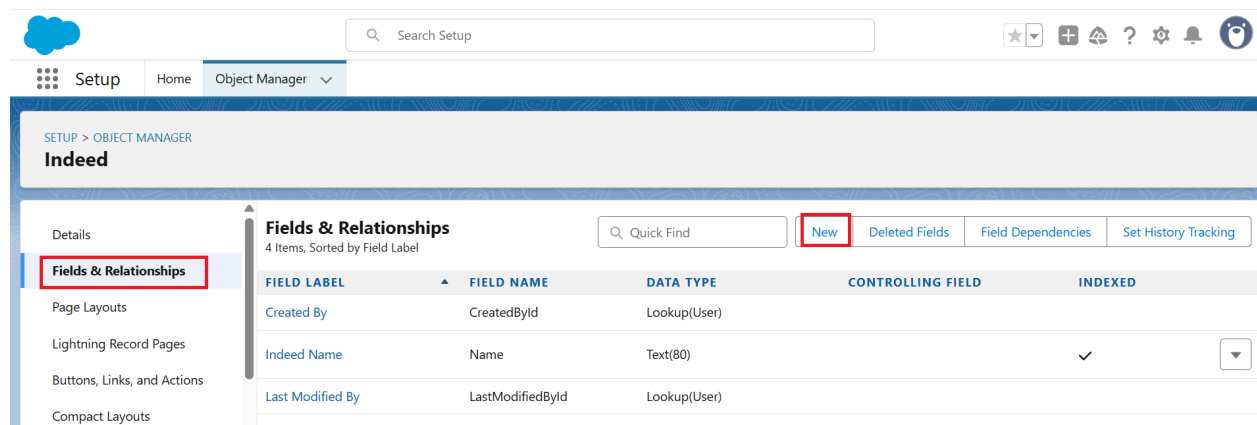 Search Setup
Setup Home Object Manager
SETUP > OBJECT MANAGER
Indeed
Details
Fields & Relationships
Page Layouts
Lightning Record Pages
Buttons, Links, and Actions
Compact Layouts
Fields & Relationships
4 Items, Sorted by Field Label
Quick Find New Deleted Fields Field Dependencies Set History Tracking
FIELD LABEL FIELD NAME DATA TYPE CONTROLLING FIELD INDEXED
Created By CreatedById Lookup(User)
Indeed Name Name Text(80)
Last Modified By LastModifiedById Lookup(User)